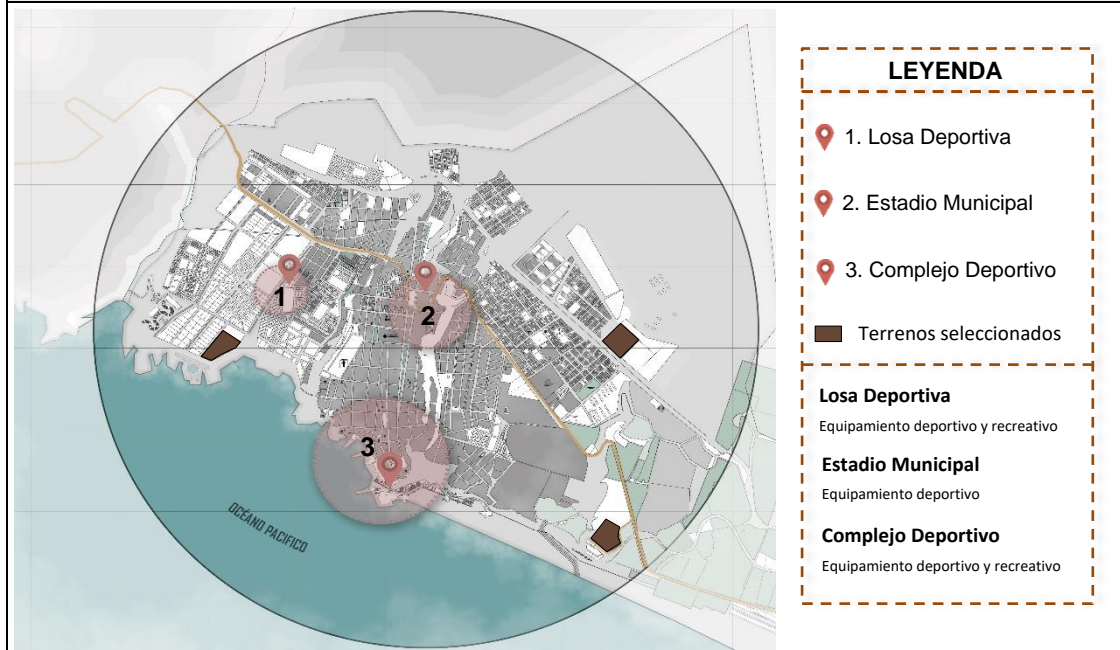 1
2
3
OCÉANO PACIFICO
LEYENDA
1. Losa Deportiva
2. Estadio Municipal
3. Complejo Deportivo
Terrenos seleccionados
Losa Deportiva
Equipamiento deportivo y recreativo
Estadio Municipal
Equipamiento deportivo
Complejo Deportivo
Equipamiento deportivo y recreativo